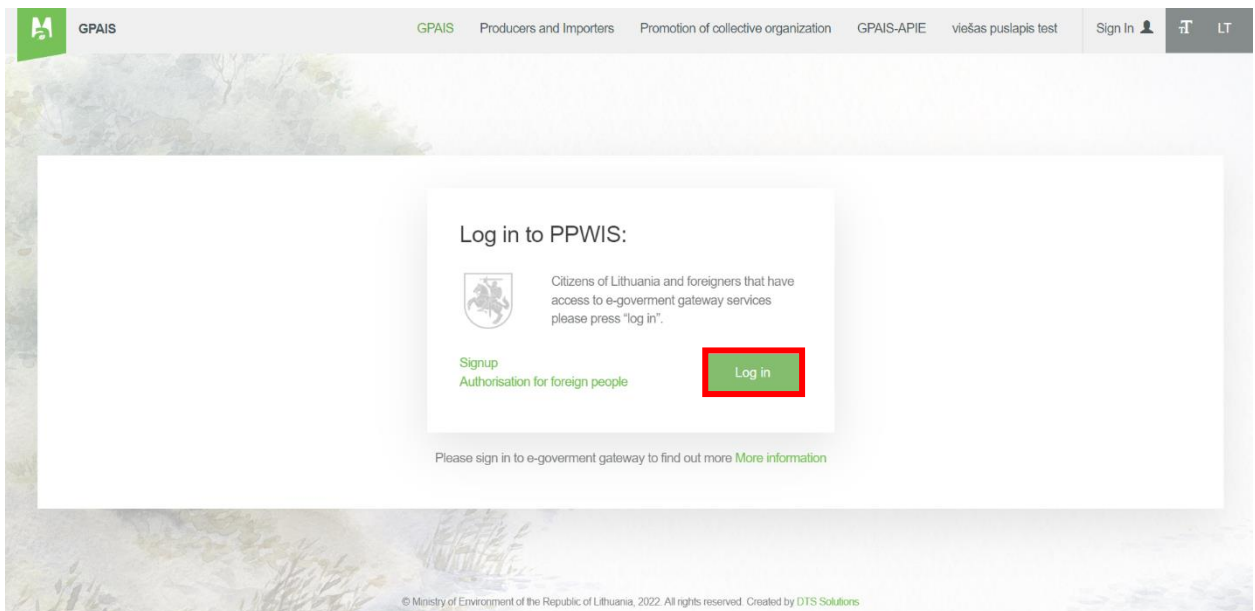 GPAIS GPAIS Producers and Importers Promotion of collective organization GPAIS-APIE viešas puslapis test Sign In T LT
Log in to PPWIS:
Citizens of Lithuania and foreigners that have
access to e-goverment gateway services
please press “log in”.
Signup
Authorisation for foreign people
Log in
Please sign in to e-goverment gateway to find out more More information
© Ministry of Environment of the Republic of Lithuania, 2022. All rights reserved. Created by DTS Solutions